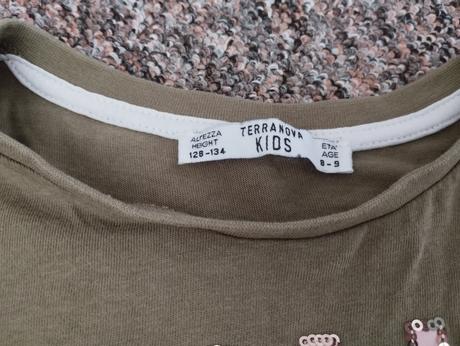 ALTEZZA
HEIGHT
128-134
TERRANOVA
KIDS
ETA'
AGE
8-9